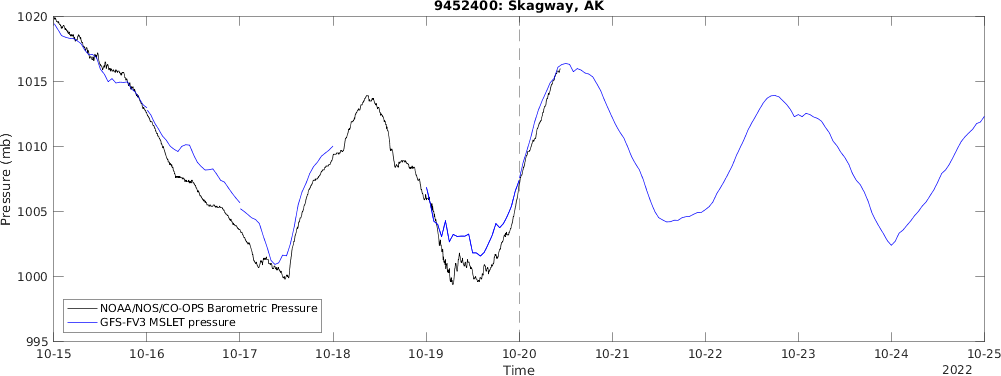 9452400: Skagway, AK
1020
1015
1010
1005
1000
995
Pressure (mb)
NOAA/NOS/CO-OPS Barometric Pressure
GFS-FV3 MSLET pressure
10-15 10-16 10-17 10-18 10-19 10-20 10-21 10-22 10-23 10-24 10-25
Time
2022